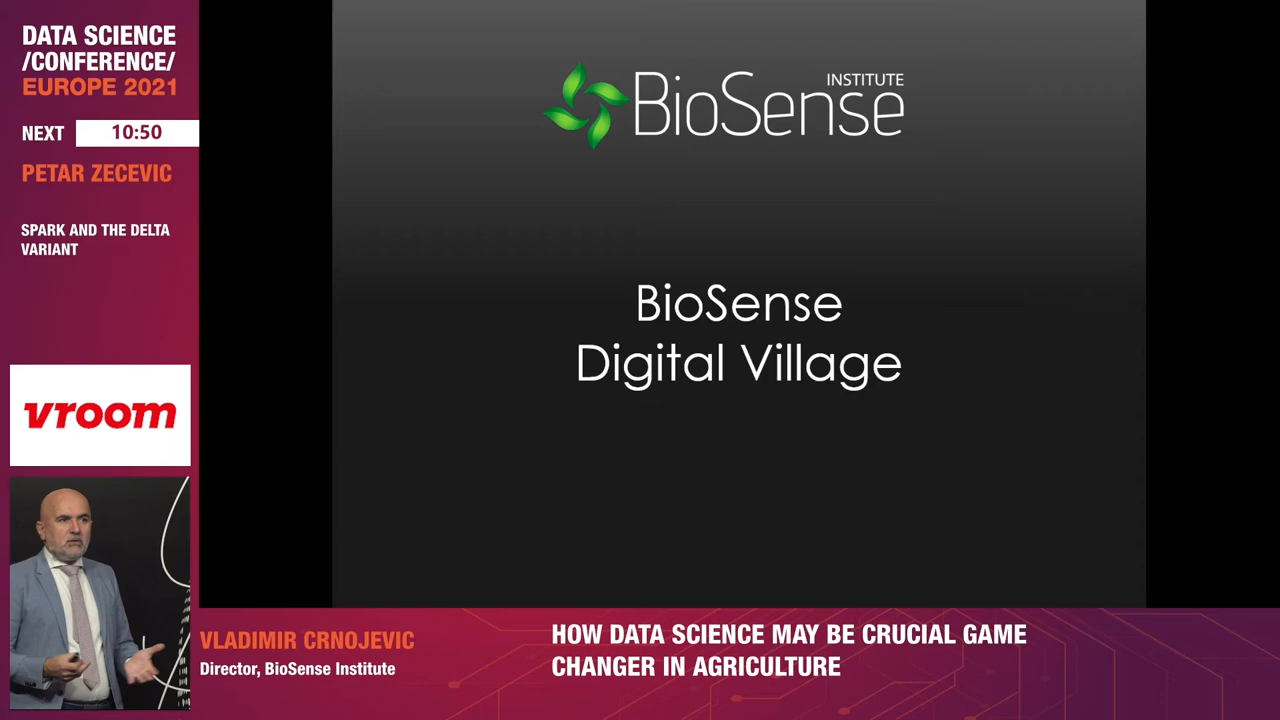 DATA SCIENCE
/CONFERENCE/
EUROPE 2021
NEXT 10:50
PETAR ZECEVIC
SPARK AND THE DELTA
VARIANT
vroom
INSTITUTE
BioSense
BioSense
Digital Village
VLADIMIR CRNOJEVIC
Director, BioSense Institute
HOW DATA SCIENCE MAY BE CRUCIAL GAME
CHANGER IN AGRICULTURE